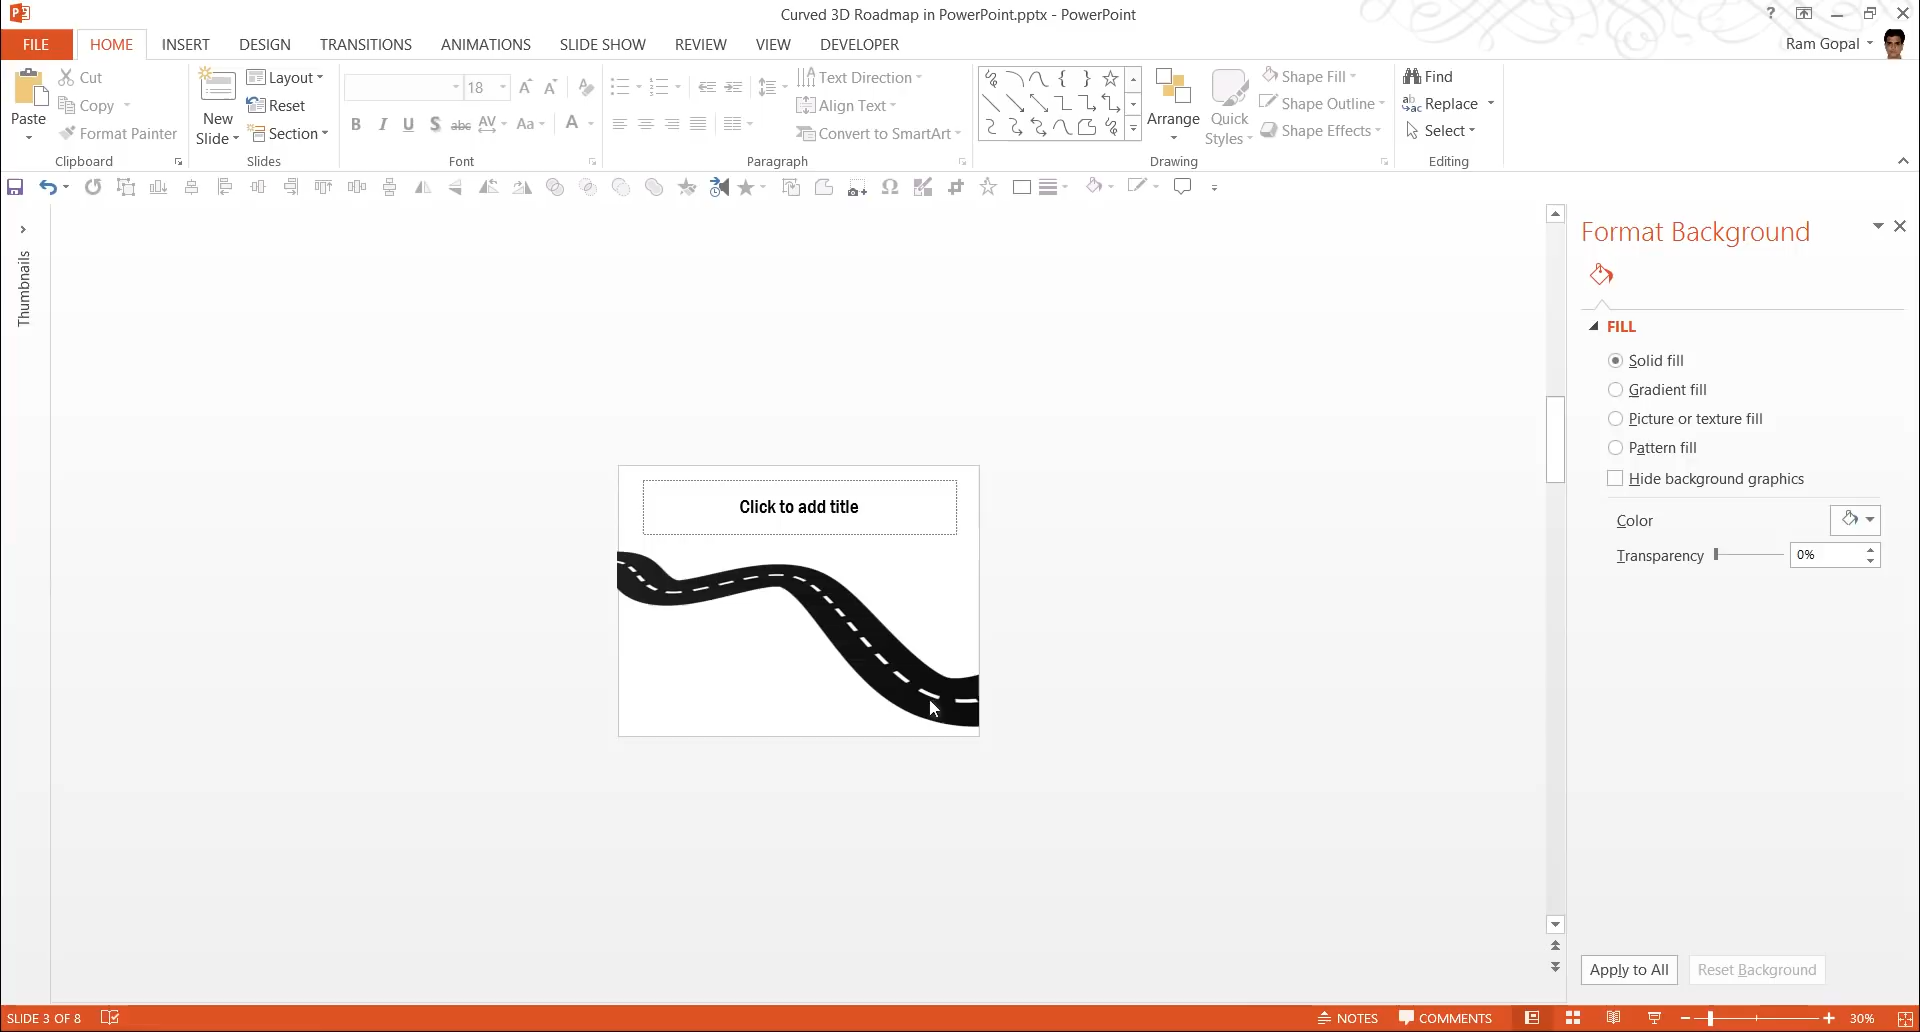 Curved 3D Roadmap in PowerPoint.pptx - PowerPoint
FILE HOME INSERT DESIGN TRANSITIONS ANIMATIONS SLIDE SHOW REVIEW VIEW DEVELOPER
Ram Gopal
Paste
Cut
Copy
Format Painter
Clipboard
New
Slide
Layout
Reset
Section
Slides
18
B I U S abc AV Aa A
Font
Text Direction
Align Text
Convert to SmartArt
Paragraph
Arrange
Quick
Styles
Shape Fill
Shape Outline
Shape Effects
Drawing
Find
Replace
Select
Editing
Thumbnails
Click to add title
Format Background
FILL
Solid fill
Gradient fill
Picture or texture fill
Pattern fill
Hide background graphics
Color
Transparency 0%
Apply to All Reset Background
SLIDE 3 OF 8
NOTES COMMENTS 30%